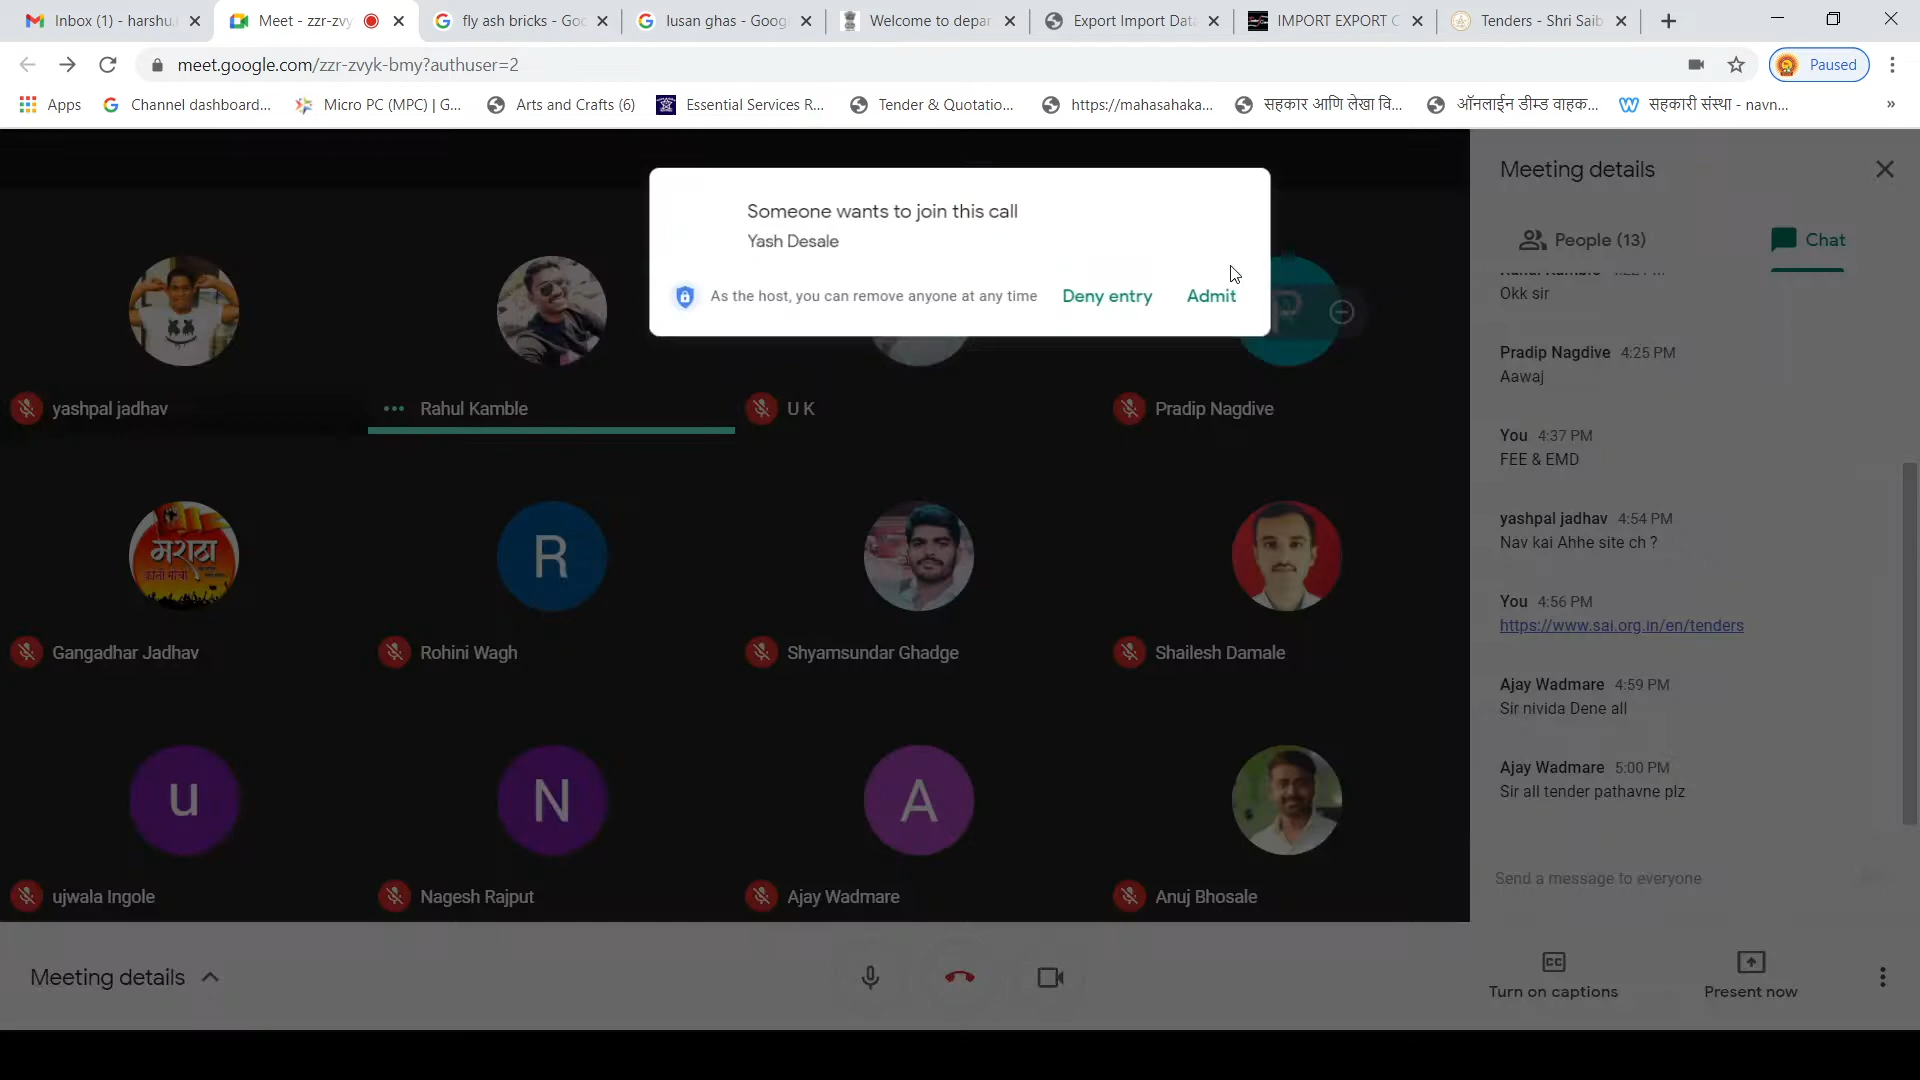 Inbox (1) - harshu.
Meet - zzr-zvy
fly ash bricks - Goo
lusan ghas - Goog
Welcome to depar
Export Import Data
IMPORT EXPORT C
Tenders - Shri Saib
meet.google.com/zzr-zvyk-bmy?authuser=2
Paused
Apps
Channel dashboard...
Micro PC (MPC) | G...
Arts and Crafts (6)
Essential Services R...
Tender & Quotatio...
https://mahasahaka...
सहकार आणि लेखा वि...
ऑनलाईन डीम्ड वाहक...
सहकारी संस्था - navn...
»
Someone wants to join this call
Yash Desale
As the host, you can remove anyone at any time
Deny entry
Admit
yashpal jadhav
Rahul Kamble
U K
Pradip Nagdive
मराठा
R
Gangadhar Jadhav
Rohini Wagh
Shyamsundar Ghadge
Shailesh Damale
u
N
A
ujwala Ingole
Nagesh Rajput
Ajay Wadmare
Anuj Bhosale
Meeting details
People (13)
Chat
Okk sir
Pradip Nagdive 4:25 PM
Aawaj
You 4:37 PM
FEE & EMD
yashpal jadhav 4:54 PM
Nav kai Ahhe site ch ?
You 4:56 PM
https://www.sai.org.in/en/tenders
Ajay Wadmare 4:59 PM
Sir nivida Dene all
Ajay Wadmare 5:00 PM
Sir all tender pathavne plz
Send a message to everyone
Meeting details
CC
Turn on captions
Present now